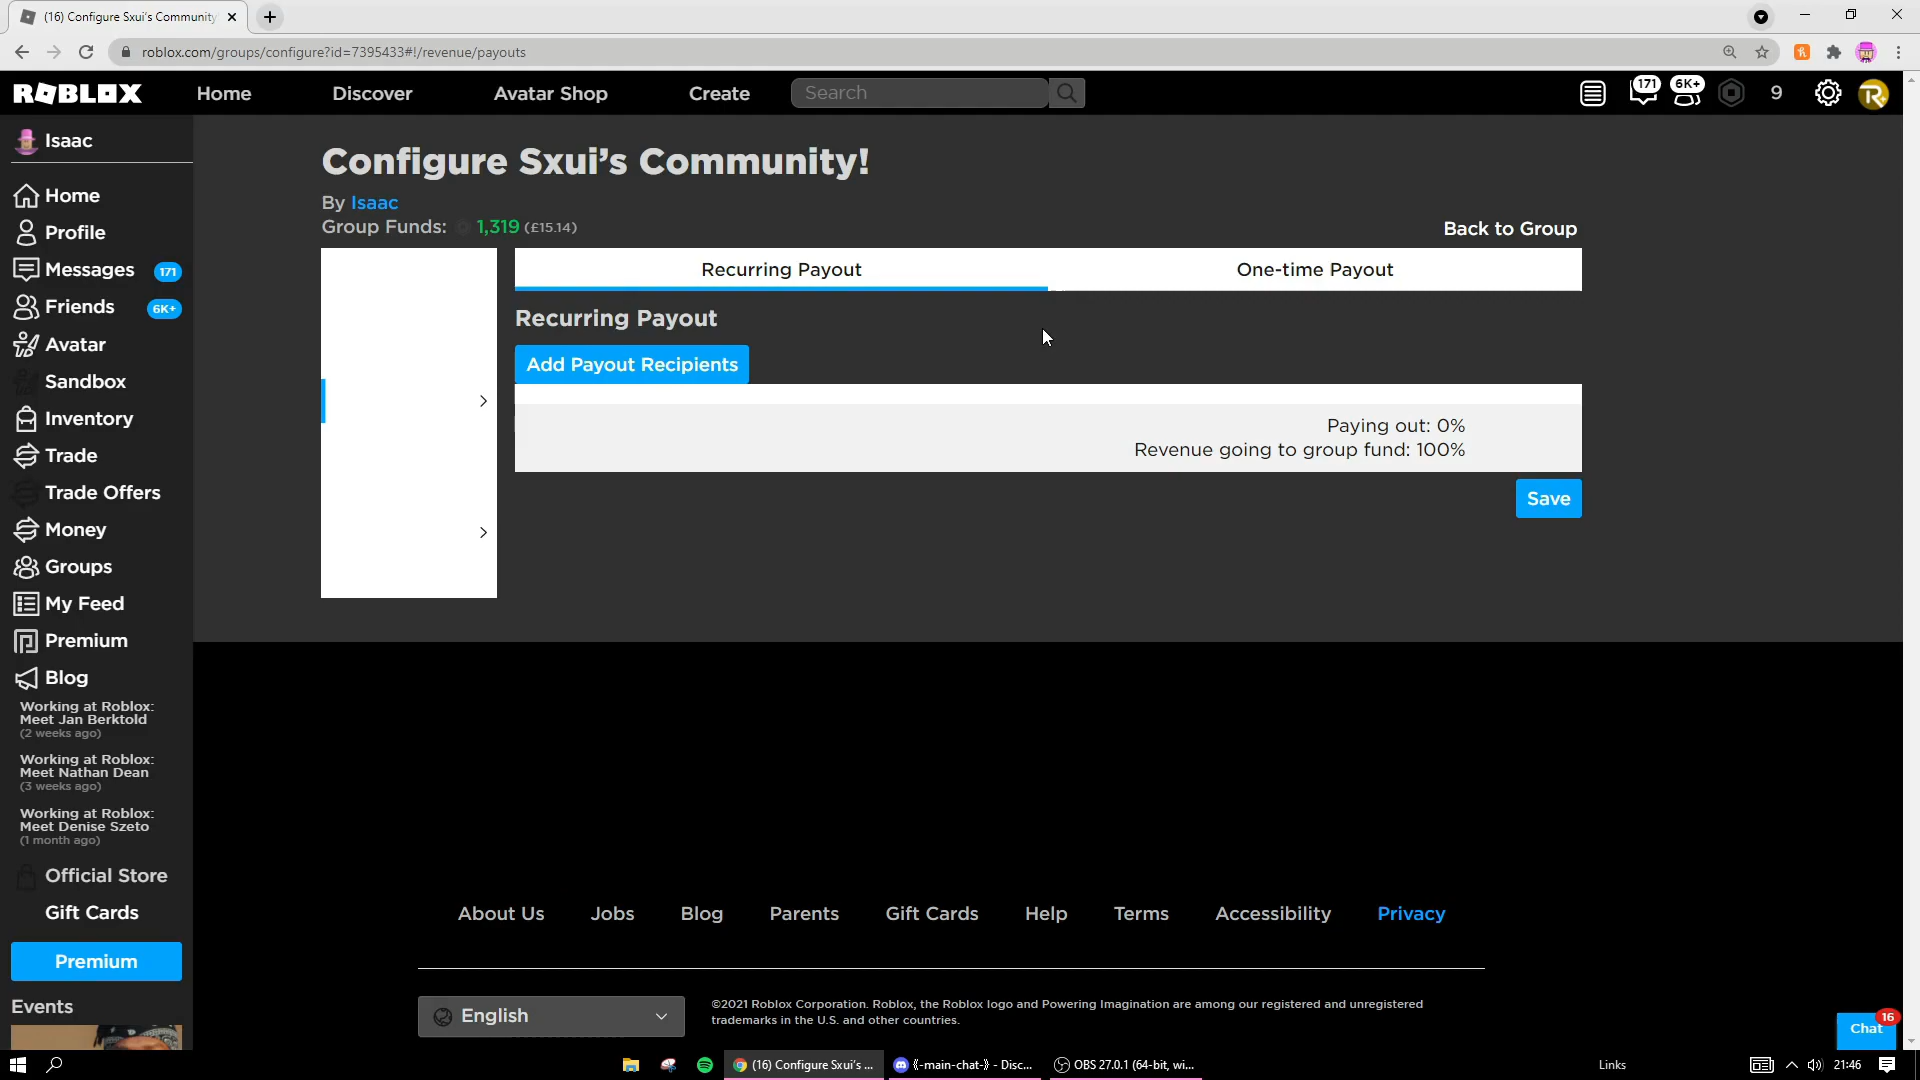 (16) Configure Sxui's Community
roblox.com/groups/configure?id=7395433#!/revenue/payouts
ROBLOX
Home
Discover
Avatar Shop
Create
Search
171
6K+
9
Isaac
Home
Profile
Messages 171
Friends 6K+
Avatar
Sandbox
Inventory
Trade
Trade Offers
Money
Groups
My Feed
Premium
Blog
Working at Roblox:
Meet Jan Berktold
(2 weeks ago)
Working at Roblox:
Meet Nathan Dean
(3 weeks ago)
Working at Roblox:
Meet Denise Szeto
(1 month ago)
Official Store
Gift Cards
Premium
Events
Configure Sxui's Community!
By Isaac
Group Funds: 1,319 (£15.14)
Back to Group
Recurring Payout
One-time Payout
Recurring Payout
Add Payout Recipients
Paying out: 0%
Revenue going to group fund: 100%
Save
About Us
Jobs
Blog
Parents
Gift Cards
Help
Terms
Accessibility
Privacy
English
©2021 Roblox Corporation. Roblox, the Roblox logo and Powering Imagination are among our registered and unregistered
trademarks in the U.S. and other countries.
Chat 16
(16) Configure Sxui's ...
⟪-main-chat-⟫ - Disc...
OBS 27.0.1 (64-bit, wi...
Links
21:46